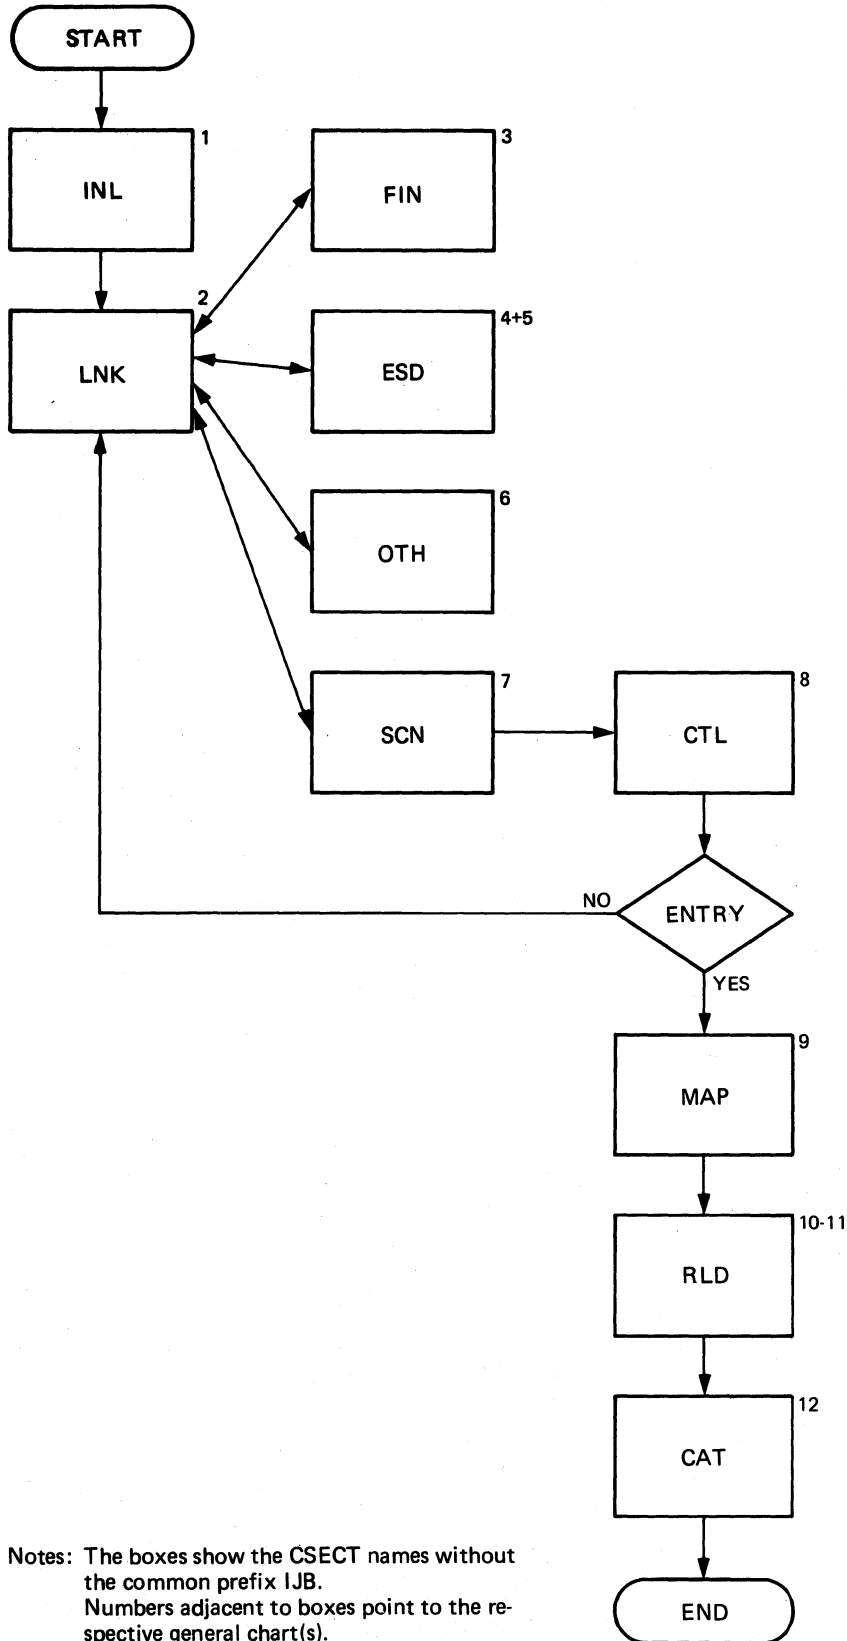 START
1
INL
3
FIN
2
LNK
4+5
ESD
6
OTH
7
SCN
8
CTL
NO
ENTRY
YES
9
MAP
10-11
RLD
12
CAT
END
Notes: The boxes show the CSECT names without
the common prefix IJB.
Numbers adjacent to boxes point to the re-
spective general chart(s).